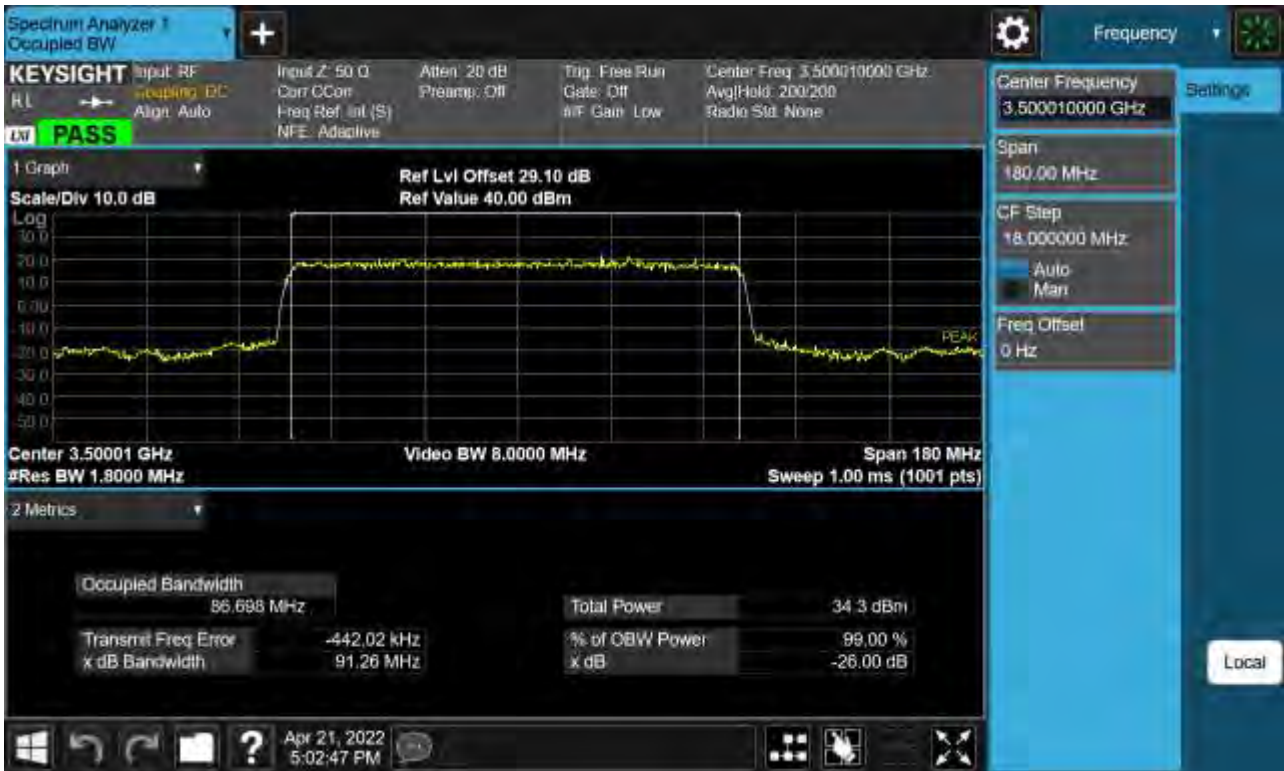 Spectrum Analyzer 1
Occupied BW
Frequency
KEYSIGHT
Input: RF
Coupling: DC
Align: Auto
Input Z: 50 Ω
Corr CCorr
Freq Ref: Int (S)
NFE: Adaptive
Atten: 20 dB
Preamp: Off
Trig: Free Run
Gate: Off
#IF Gain: Low
Center Freq: 3.500010000 GHz
Avg|Hold: 200/200
Radio Std: None
LXI
PASS
Center Frequency
3.500010000 GHz
Settings
Span
180.00 MHz
CF Step
18.000000 MHz
Auto
Man
Freq Offset
0 Hz
1 Graph
Scale/Div 10.0 dB
Ref Lvl Offset 29.10 dB
Ref Value 40.00 dBm
Log
30.0
20.0
10.0
0.00
-10.0
-20.0
-30.0
-40.0
-50.0
PEAK
Center 3.50001 GHz
#Res BW 1.8000 MHz
Video BW 8.0000 MHz
Span 180 MHz
Sweep 1.00 ms (1001 pts)
2 Metrics
Occupied Bandwidth
86.698 MHz
Total Power 34.3 dBm
Transmit Freq Error -442.02 kHz
% of OBW Power 99.00 %
x dB Bandwidth 91.26 MHz
x dB -26.00 dB
Local
?
Apr 21, 2022
5:02:47 PM